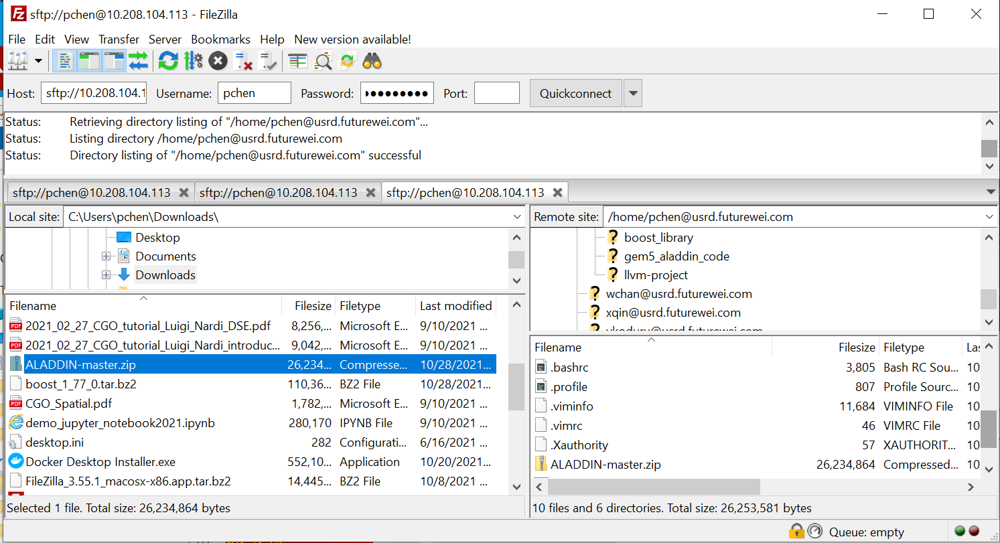 sftp://pchen@10.208.104.113 - FileZilla
File Edit View Transfer Server Bookmarks Help New version available!
Host: sftp://10.208.104.1 Username: pchen Password: ●●●●●●●●● Port: Quickconnect
Status: Retrieving directory listing of "/home/pchen@usrd.futurewei.com"...
Status: Listing directory /home/pchen@usrd.futurewei.com
Status: Directory listing of "/home/pchen@usrd.futurewei.com" successful
sftp://pchen@10.208.104.113 sftp://pchen@10.208.104.113 sftp://pchen@10.208.104.113
Local site: C:\Users\pchen\Downloads\
Desktop
Documents
Downloads
Filename Filesize Filetype Last modified
2021_02_27_CGO_tutorial_Luigi_Nardi_DSE.pdf 8,256,... Microsoft E... 9/10/2021 ...
2021_02_27_CGO_tutorial_Luigi_Nardi_introduc... 9,042,... Microsoft E... 9/10/2021 ...
ALADDIN-master.zip 26,234... Compresse... 10/28/2021...
boost_1_77_0.tar.bz2 110,36... BZ2 File 10/28/2021...
CGO_Spatial.pdf 1,782,... Microsoft E... 9/10/2021 ...
demo_jupyter_notebook2021.ipynb 280,170 IPYNB File 9/10/2021 ...
desktop.ini 282 Configurati... 6/16/2021 ...
Docker Desktop Installer.exe 552,10... Application 10/20/2021...
FileZilla_3.55.1_macosx-x86.app.tar.bz2 14,445... BZ2 File 10/8/2021 ...
Selected 1 file. Total size: 26,234,864 bytes
Remote site: /home/pchen@usrd.futurewei.com
boost_library
gem5_aladdin_code
llvm-project
wchan@usrd.futurewei.com
xqin@usrd.futurewei.com
Filename Filesize Filetype Las
.bashrc 3,805 Bash RC Sou... 10
.profile 807 Profile Sourc... 10
.viminfo 11,684 VIMINFO File 10
.vimrc 46 VIMRC File 10
.Xauthority 57 XAUTHORIT... 10
ALADDIN-master.zip 26,234,864 Compressed... 10
10 files and 6 directories. Total size: 26,253,581 bytes
Queue: empty